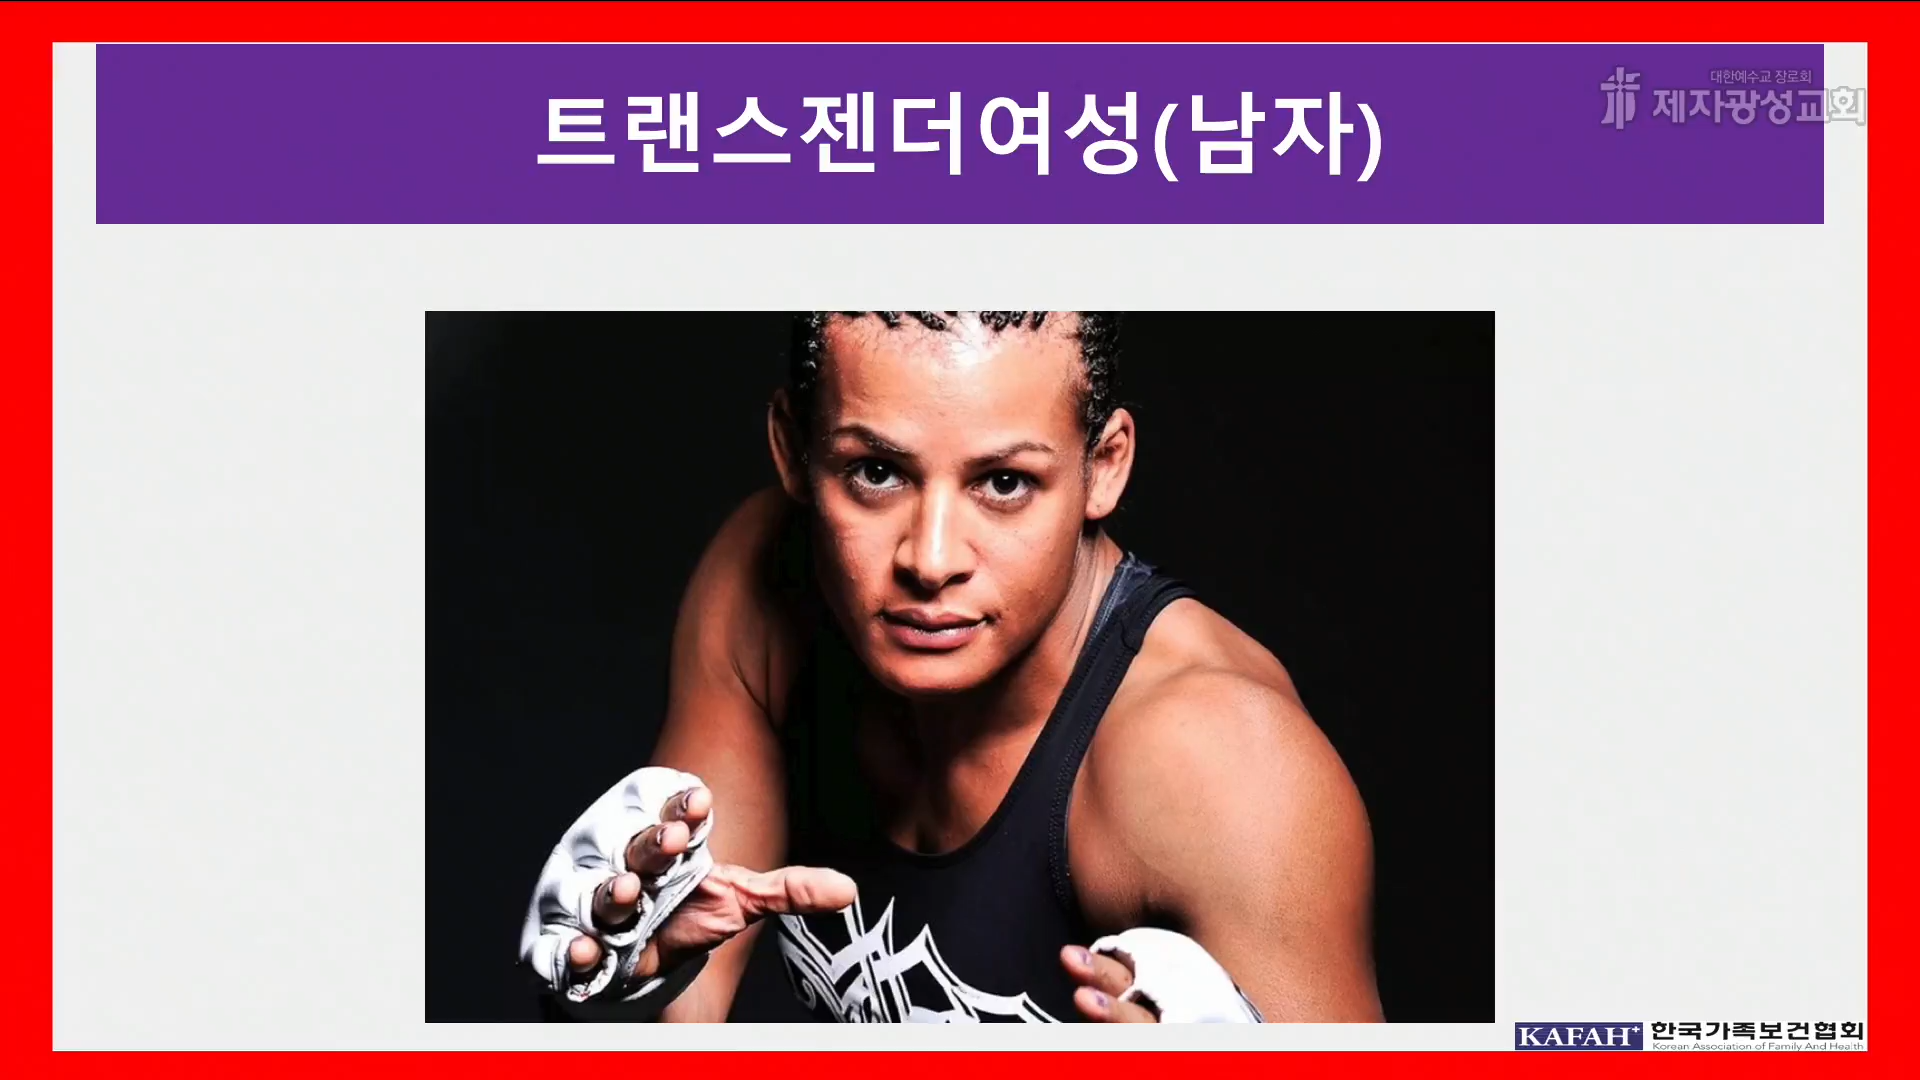 트랜스젠더여성(남자)
대한예수교 장로회
제자광성교회
KAFAH+ 한국가족보건협회
Korean Association of Family And Health